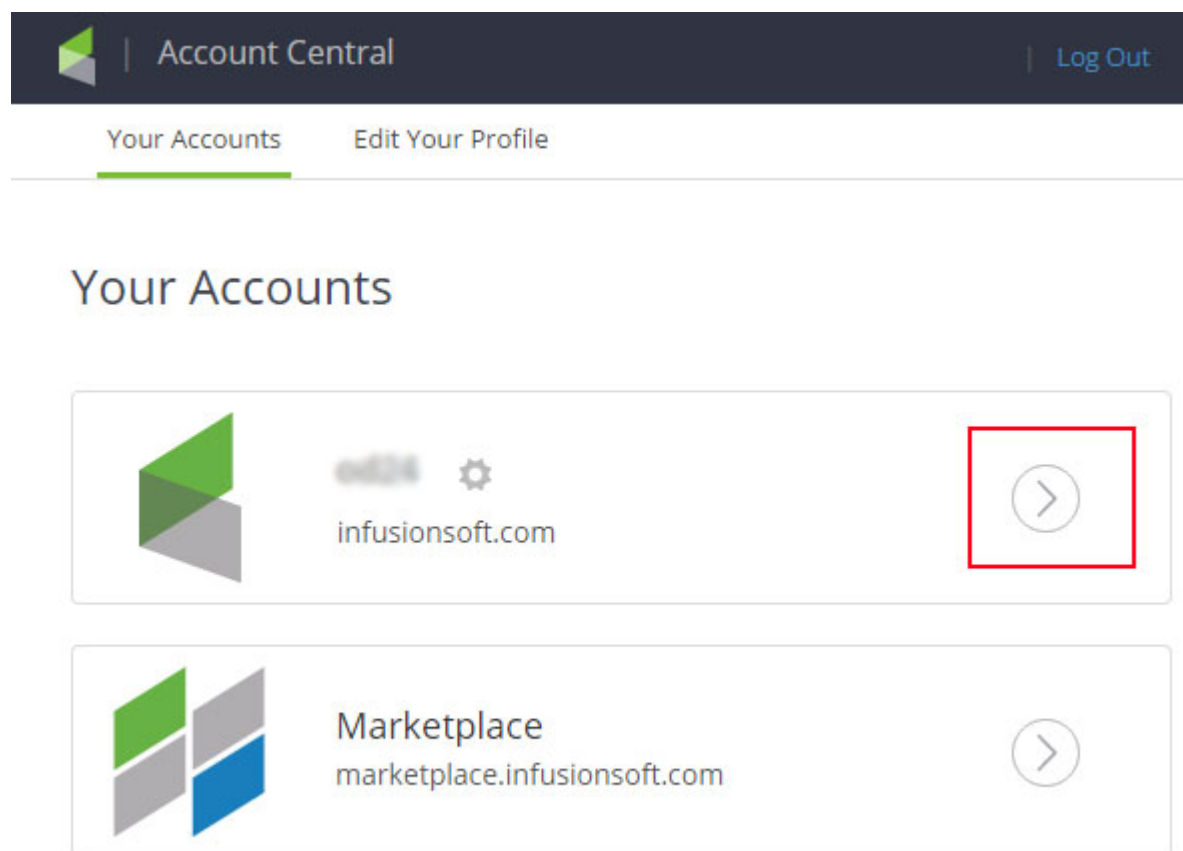 Account Central
Log Out
Your Accounts
Edit Your Profile
Your Accounts
infusionsoft.com
Marketplace
marketplace.infusionsoft.com